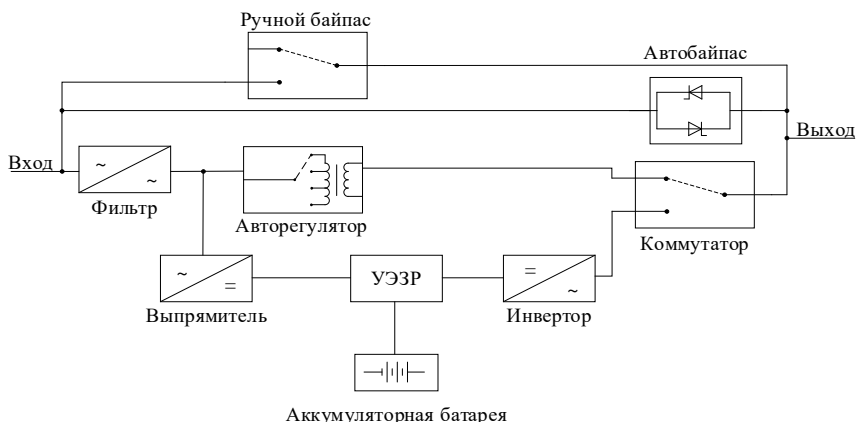 Ручной байпас
Автобайпас
Выход
Вход
Фильтр
Авторегулятор
Коммутатор
УЭЗР
Выпрямитель
Инвертор
Аккумуляторная батарея